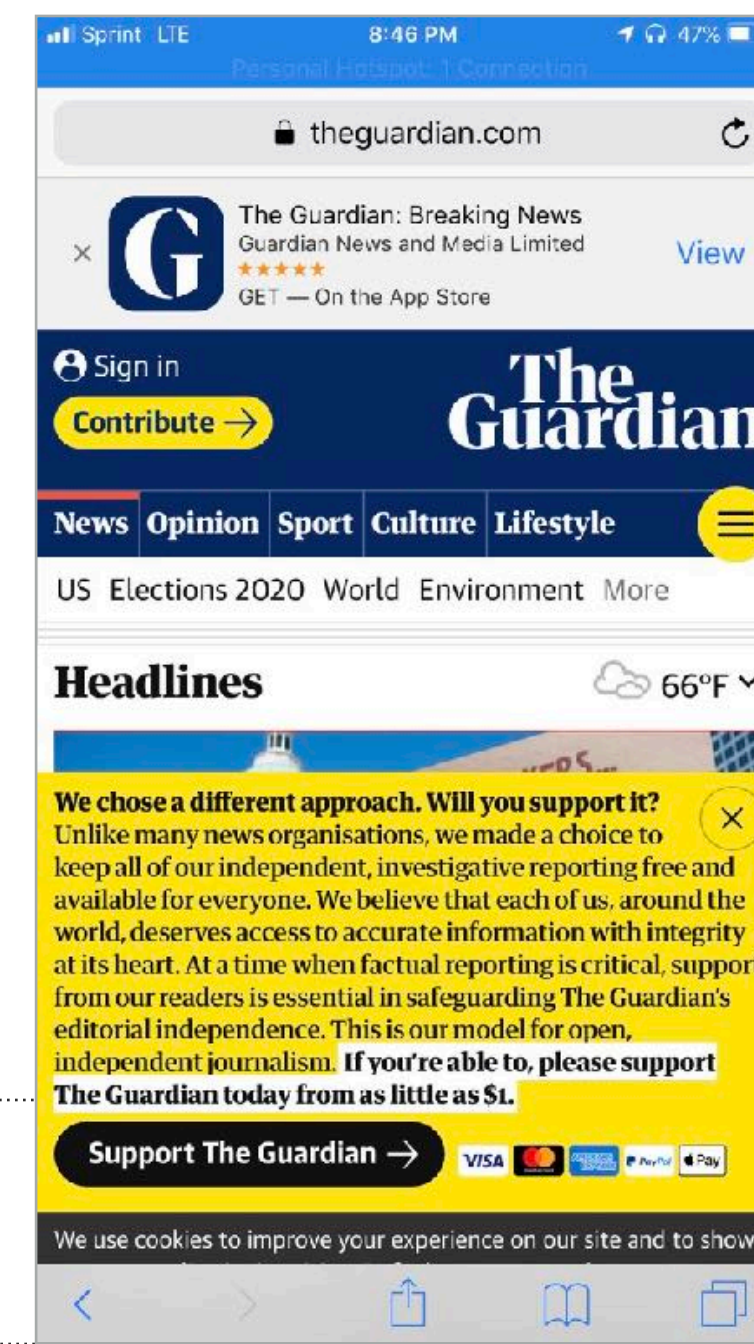 Sprint LTE 8:46 PM 47%
Personal Hotspot: 1 Connection
theguardian.com
The Guardian: Breaking News
Guardian News and Media Limited
View
GET — On the App Store
Sign in
Contribute →
The
Guardian
News Opinion Sport Culture Lifestyle
US Elections 2020 World Environment More
Headlines 66°F
We chose a different approach. Will you support it?
Unlike many news organisations, we made a choice to
keep all of our independent, investigative reporting free and
available for everyone. We believe that each of us, around the
world, deserves access to accurate information with integrity
at its heart. At a time when factual reporting is critical, support
from our readers is essential in safeguarding The Guardian's
editorial independence. This is our model for open,
independent journalism. If you're able to, please support
The Guardian today from as little as $1.
Support The Guardian → VISA PayPal Pay
We use cookies to improve your experience on our site and to show